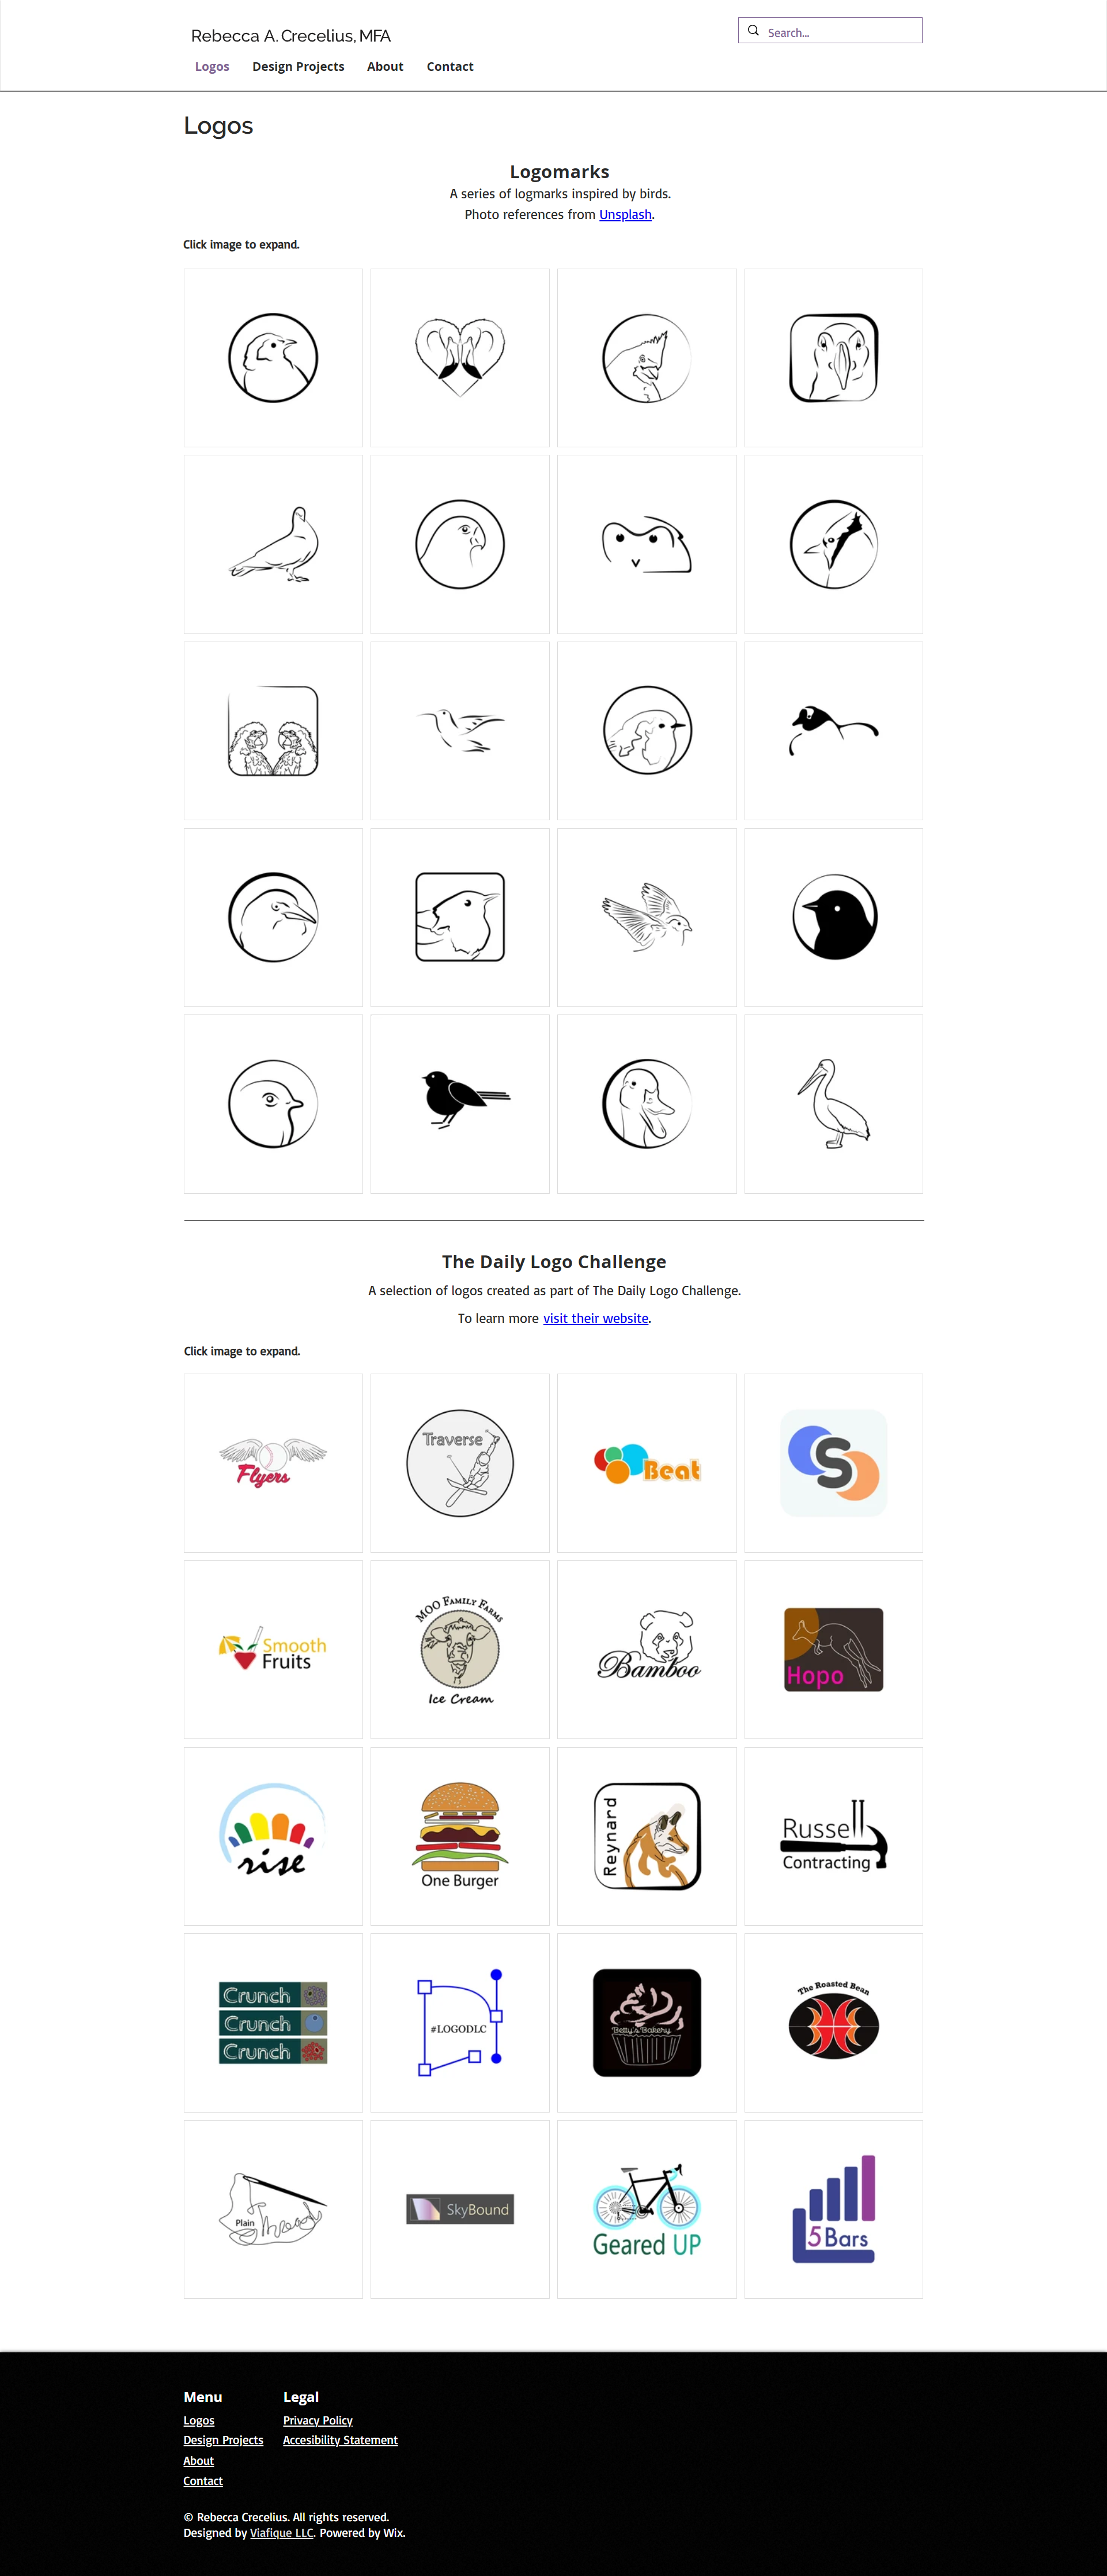 Rebecca A. Crecelius, MFA
Search...
Logos
Design Projects
About
Contact
Logos
Logomarks
A series of logmarks inspired by birds.
Photo references from Unsplash.
Click image to expand.
The Daily Logo Challenge
A selection of logos created as part of The Daily Logo Challenge.
To learn more visit their website.
Click image to expand.
Flyers
Traverse
Beat
S
Smooth
Fruits
MOO FAMILY FARMS
Ice Cream
Bamboo
Hopo
rise
One Burger
Reynard
Russell
Contracting
Crunch
Crunch
Crunch
#LOGODLC
Betty's Bakery
The Roasted Bean
Plain
Thread
SkyBound
Geared UP
5 Bars
Menu
Legal
Logos
Privacy Policy
Design Projects
Accesibility Statement
About
Contact
© Rebecca Crecelius. All rights reserved.
Designed by Viafique LLC. Powered by Wix.